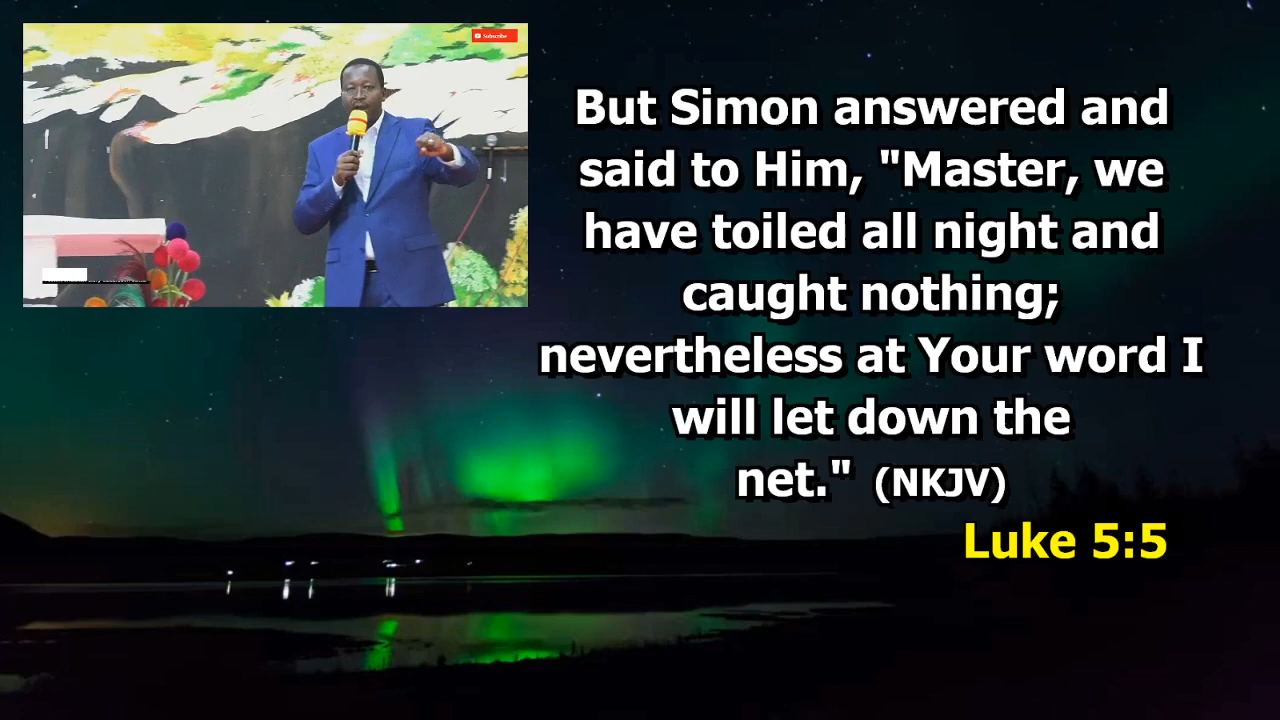 Subscribe
But Simon answered and
said to Him, "Master, we
have toiled all night and
caught nothing;
nevertheless at Your word I
will let down the
net." (NKJV)
Luke 5:5